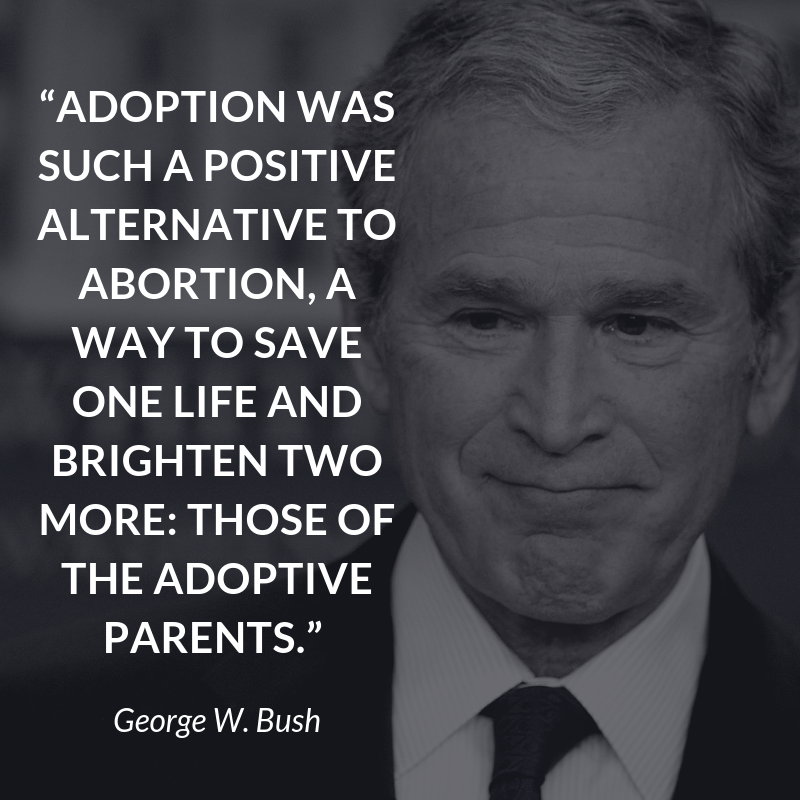 “ADOPTION WAS
SUCH A POSITIVE
ALTERNATIVE TO
ABORTION, A
WAY TO SAVE
ONE LIFE AND
BRIGHTEN TWO
MORE: THOSE OF
THE ADOPTIVE
PARENTS.”
George W. Bush